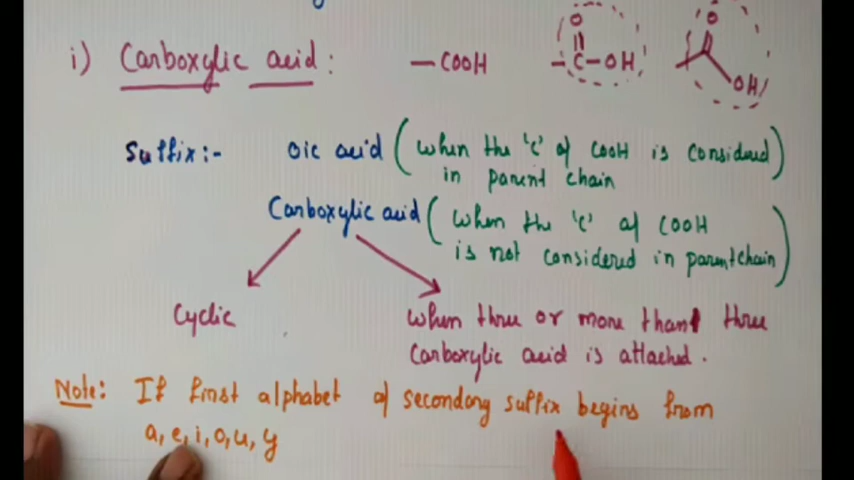 i) Carboxylic acid : —COOH O –C–OH O OH
Suffix :- oic acid (when the 'c' of COOH is considered
in parent chain)
Carboxylic acid (when the 'c' of COOH
is not considered in parent chain)
Cyclic
when three or more than three
Carboxylic acid is attached.
Note: If first alphabet of secondary suffix begins from
a, e, i, o, u, y